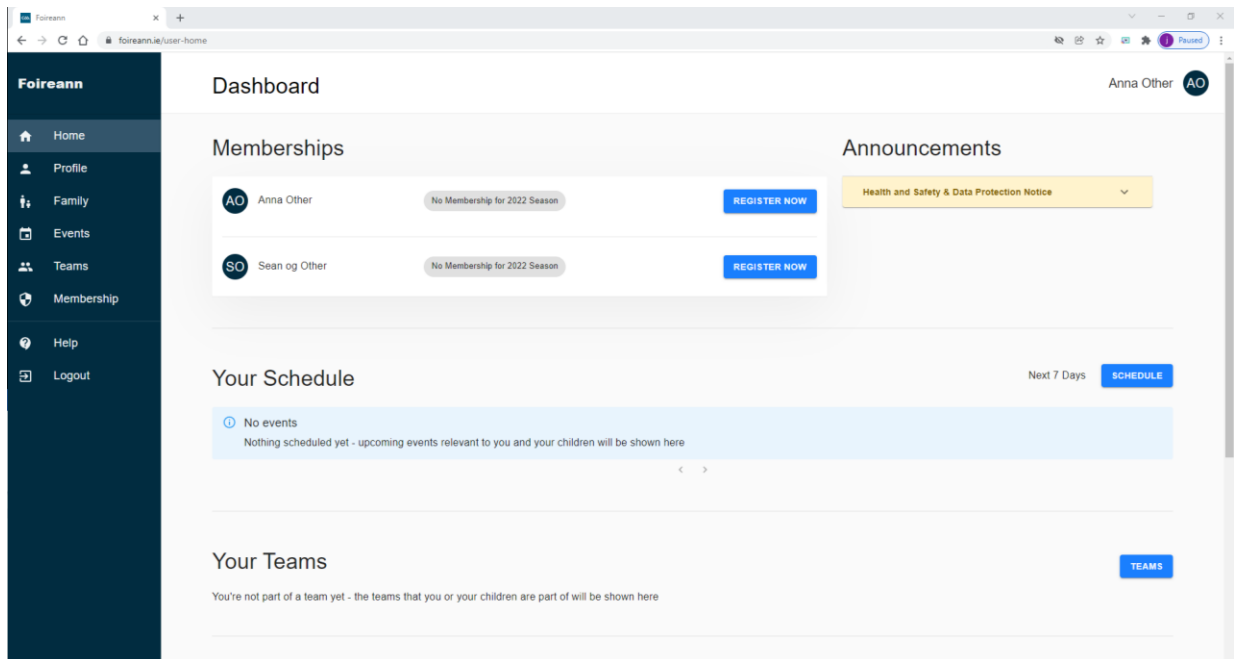 Foireann
foireann.ie/user-home
Paused
Foireann
Dashboard
Anna Other
AO
Home
Profile
Family
Events
Teams
Membership
Help
Logout
Memberships
AO
Anna Other
No Membership for 2022 Season
REGISTER NOW
SO
Sean og Other
No Membership for 2022 Season
REGISTER NOW
Announcements
Health and Safety & Data Protection Notice
Your Schedule
Next 7 Days
SCHEDULE
No events
Nothing scheduled yet - upcoming events relevant to you and your children will be shown here
Your Teams
TEAMS
You're not part of a team yet - the teams that you or your children are part of will be shown here